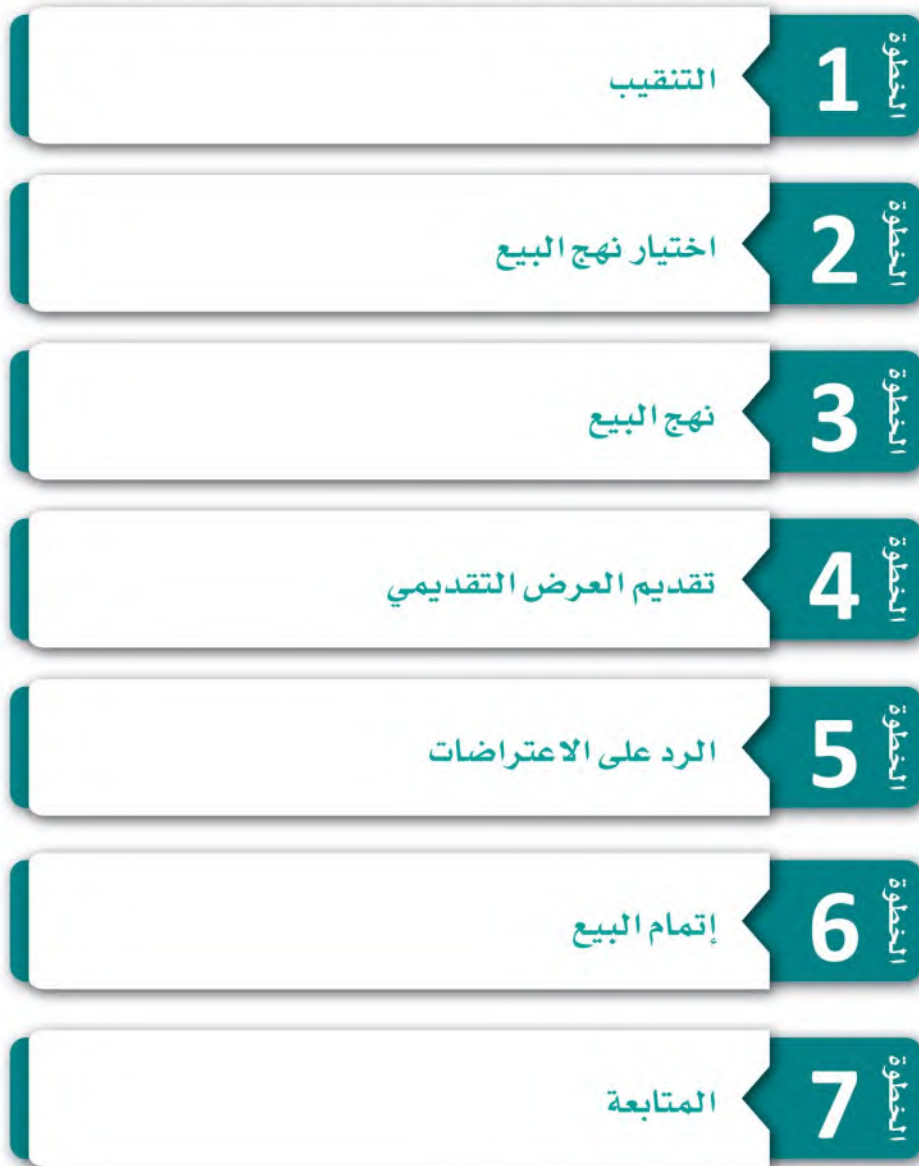 الخطوة
1
التنقيب
الخطوة
2
اختيار نهج البيع
الخطوة
3
نهج البيع
الخطوة
4
تقديم العرض التقديمي
الخطوة
5
الرد على الاعتراضات
الخطوة
6
إتمام البيع
الخطوة
7
المتابعة